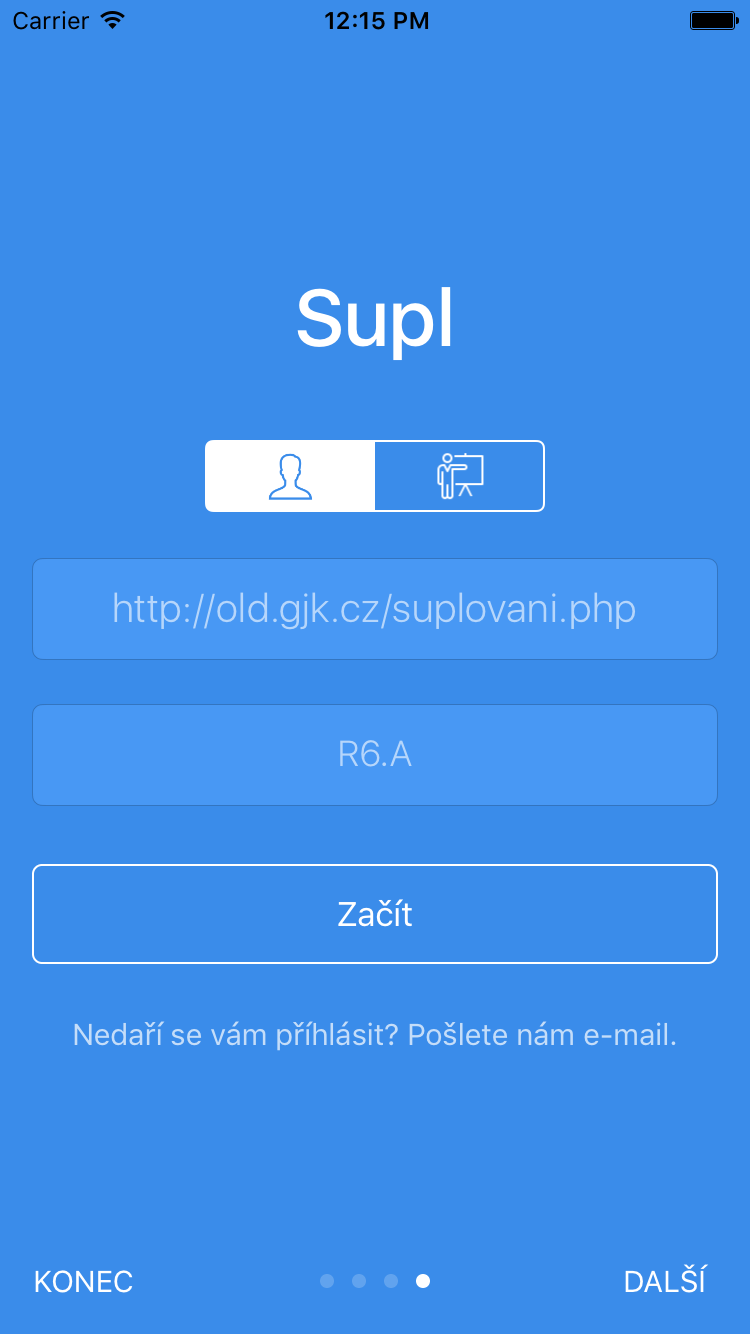 Carrier 12:15 PM
Supl
http://old.gjk.cz/suplovani.php
R6.A
Začít
Nedaří se vám příhlásit? Pošlete nám e-mail.
KONEC DALŠÍ